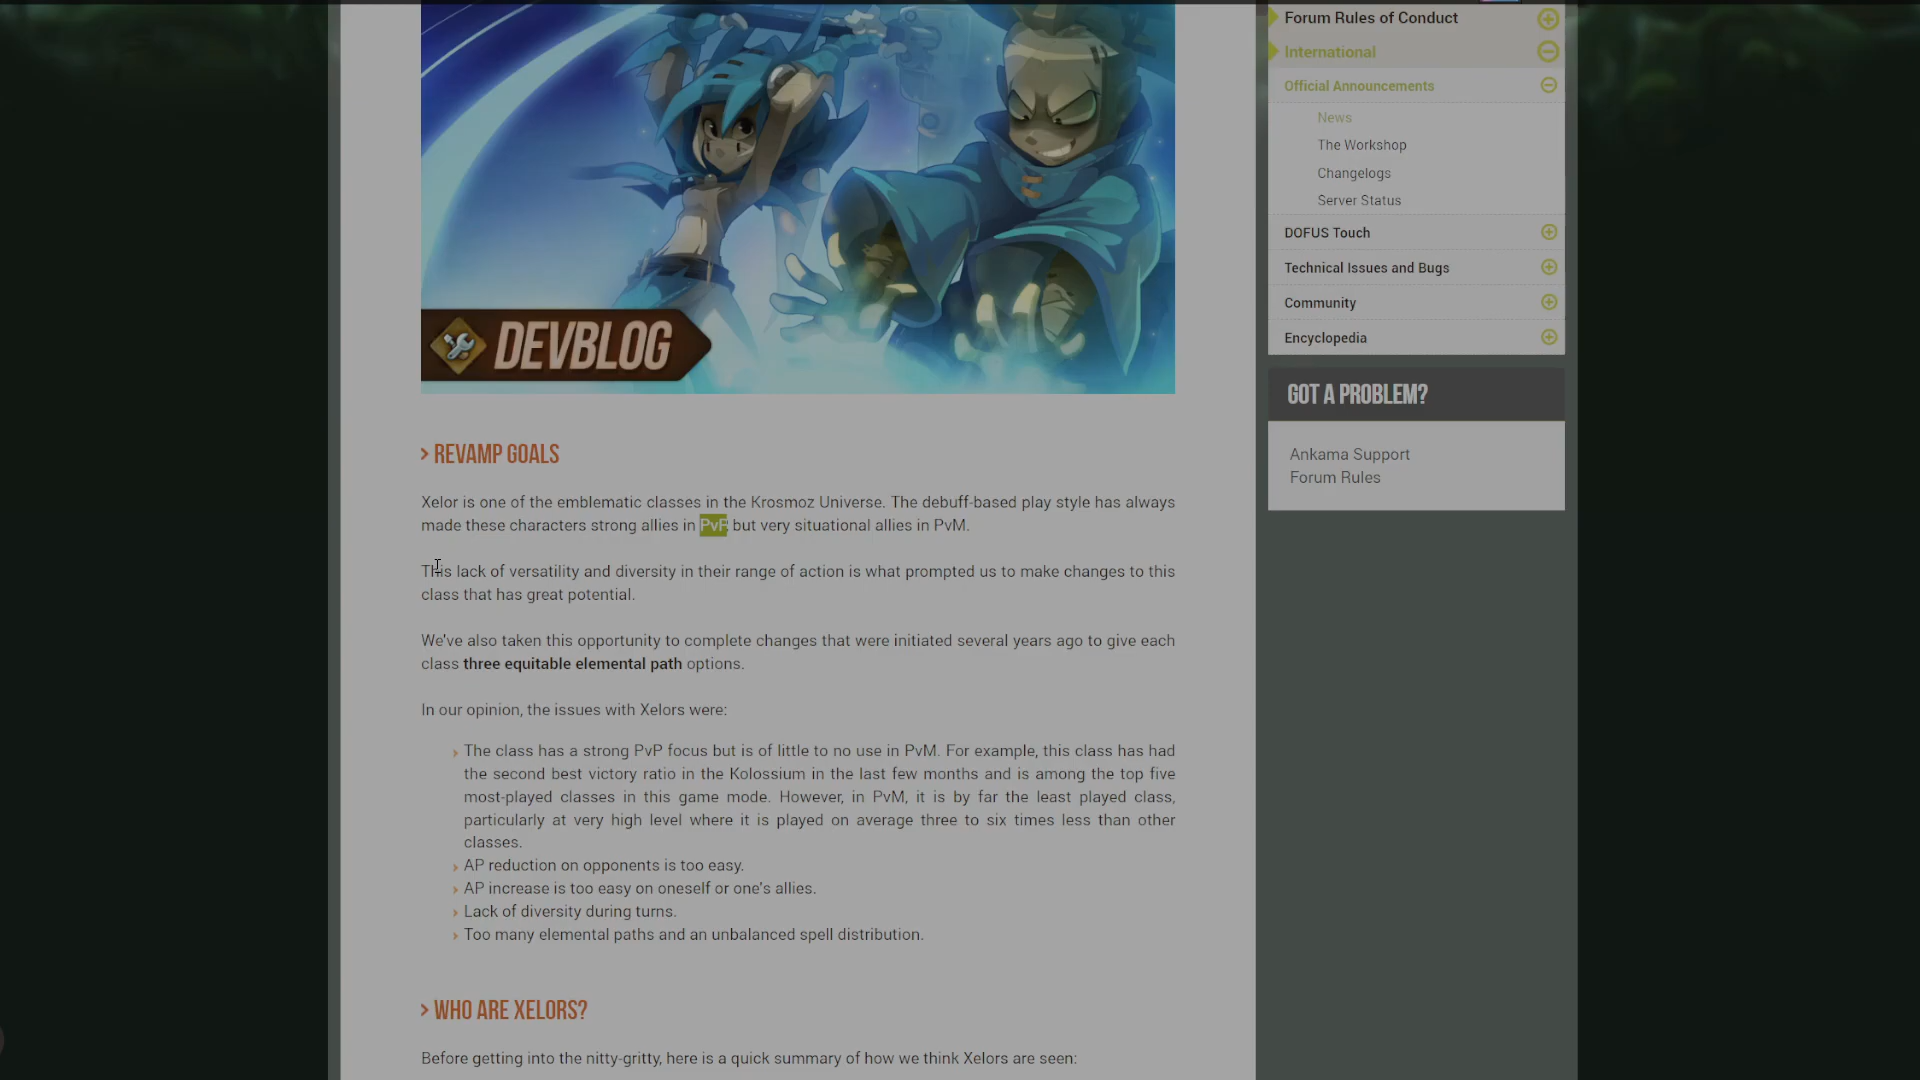 DEVBLOG
REVAMP GOALS
Xelor is one of the emblematic classes in the Krosmoz Universe. The debuff-based play style has always
made these characters strong allies in PvP, but very situational allies in PvM.
This lack of versatility and diversity in their range of action is what prompted us to make changes to this
class that has great potential.
We've also taken this opportunity to complete changes that were initiated several years ago to give each
class three equitable elemental path options.
In our opinion, the issues with Xelors were:
The class has a strong PvP focus but is of little to no use in PvM. For example, this class has had
the second best victory ratio in the Kolossium in the last few months and is among the top five
most-played classes in this game mode. However, in PvM, it is by far the least played class,
particularly at very high level where it is played on average three to six times less than other
classes.
AP reduction on opponents is too easy.
AP increase is too easy on oneself or one's allies.
Lack of diversity during turns.
Too many elemental paths and an unbalanced spell distribution.
WHO ARE XELORS?
Before getting into the nitty-gritty, here is a quick summary of how we think Xelors are seen:
Forum Rules of Conduct
International
Official Announcements
News
The Workshop
Changelogs
Server Status
DOFUS Touch
Technical Issues and Bugs
Community
Encyclopedia
GOT A PROBLEM?
Ankama Support
Forum Rules